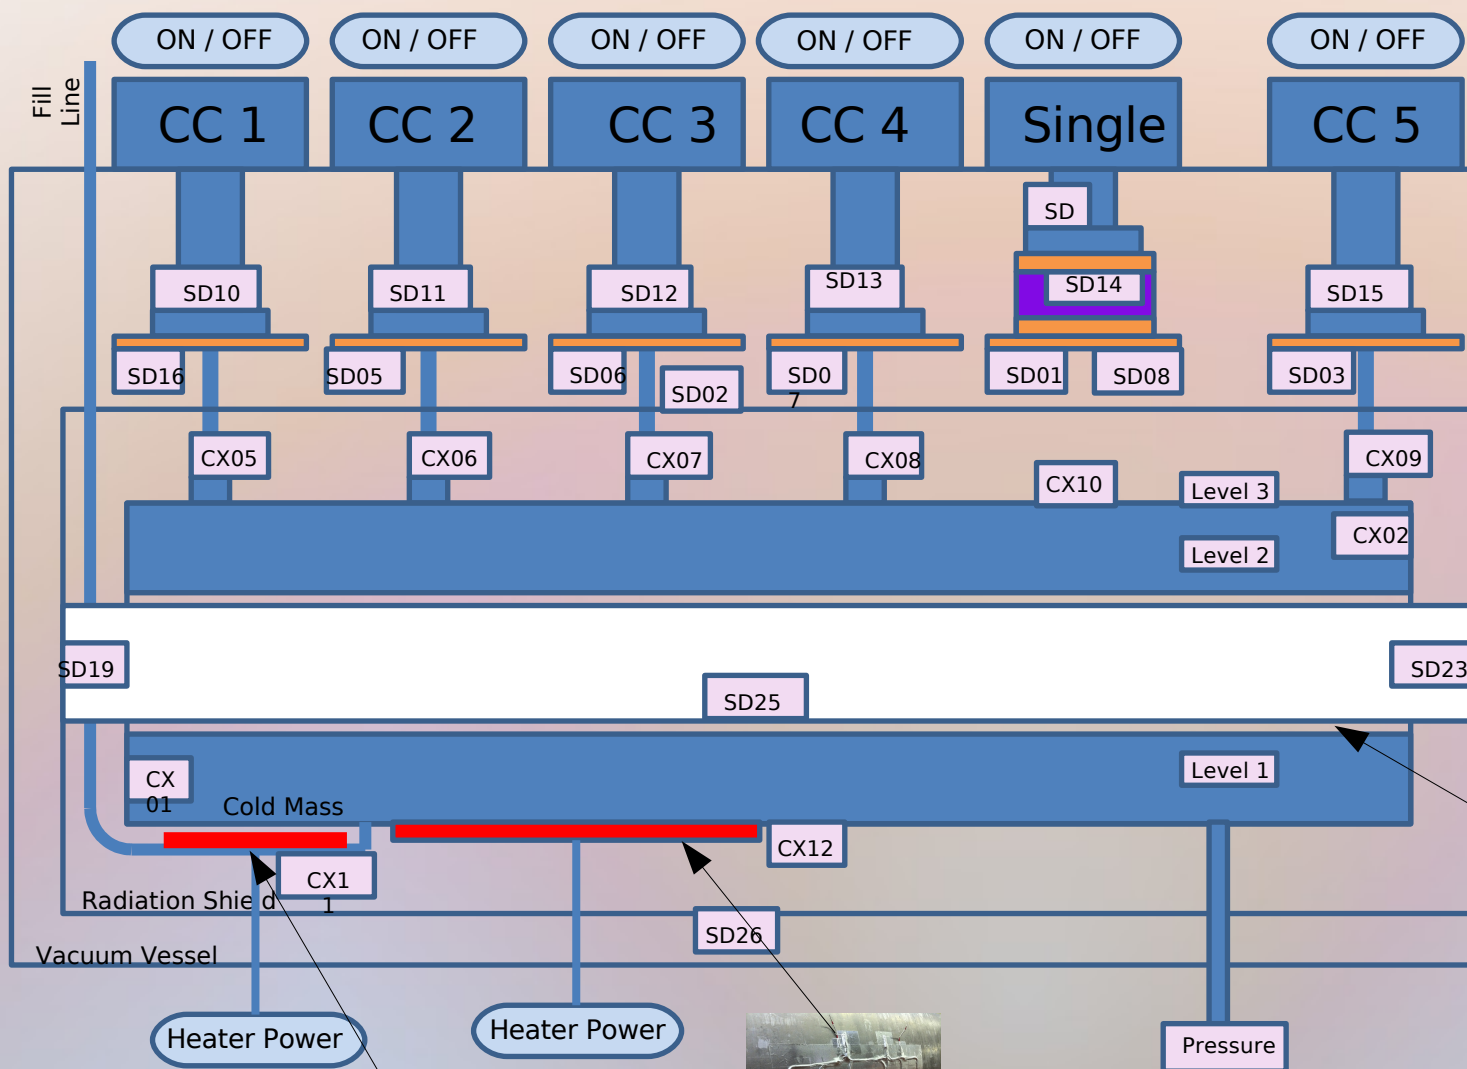 ON / OFF
ON / OFF
ON / OFF
ON / OFF
ON / OFF
ON / OFF
Fill
Line
CC 1
CC 2
CC 3
CC 4
Single
CC 5
SD
SD10
SD11
SD12
SD13
SD14
SD15
SD16
SD05
SD06
SD02
SD0
7
SD01
SD08
SD03
CX05
CX06
CX07
CX08
CX10
Level 3
CX09
Level 2
CX02
SD19
SD25
SD23
CX
01
Level 1
Cold Mass
CX12
CX1
1
Radiation Shield
SD26
Vacuum Vessel
Heater Power
Heater Power
Pressure